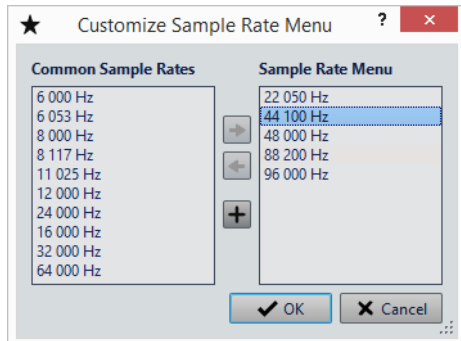 Customize Sample Rate Menu
Common Sample Rates
6 000 Hz
6 053 Hz
8 000 Hz
8 117 Hz
11 025 Hz
12 000 Hz
24 000 Hz
16 000 Hz
32 000 Hz
64 000 Hz
Sample Rate Menu
22 050 Hz
44 100 Hz
48 000 Hz
88 200 Hz
96 000 Hz
OK
Cancel